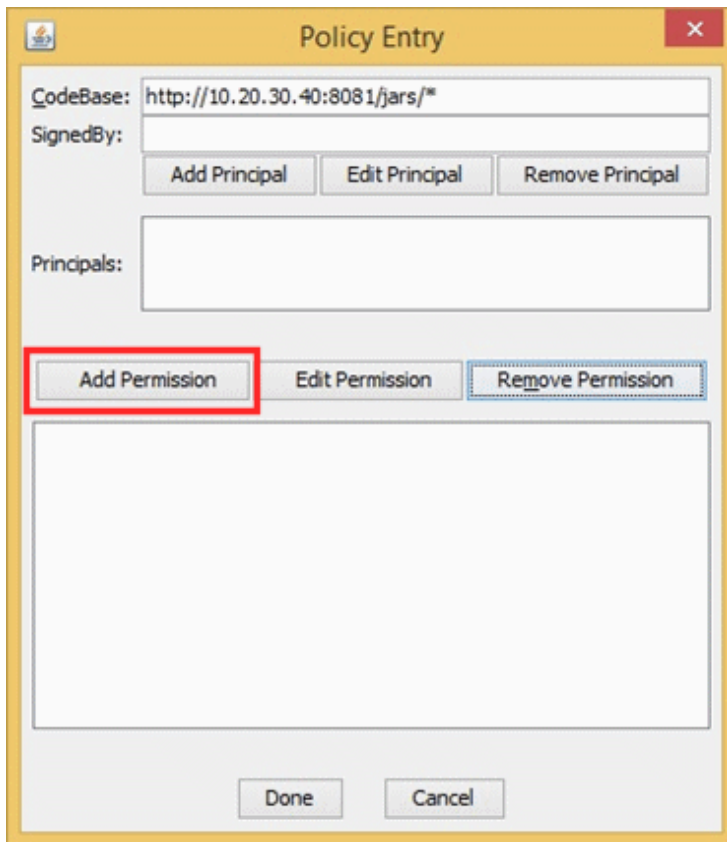 Policy Entry
CodeBase: http://10.20.30.40:8081/jars/*
SignedBy:
Add Principal Edit Principal Remove Principal
Principals:
Add Permission Edit Permission Remove Permission
Done Cancel